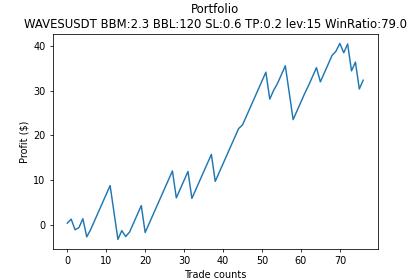 Portfolio
WAVESUSDT BBM:2.3 BBL:120 SL:0.6 TP:0.2 lev:15 WinRatio:79.0
40
30
20
10
0
Profit ($)
0 10 20 30 40 50 60 70
Trade counts